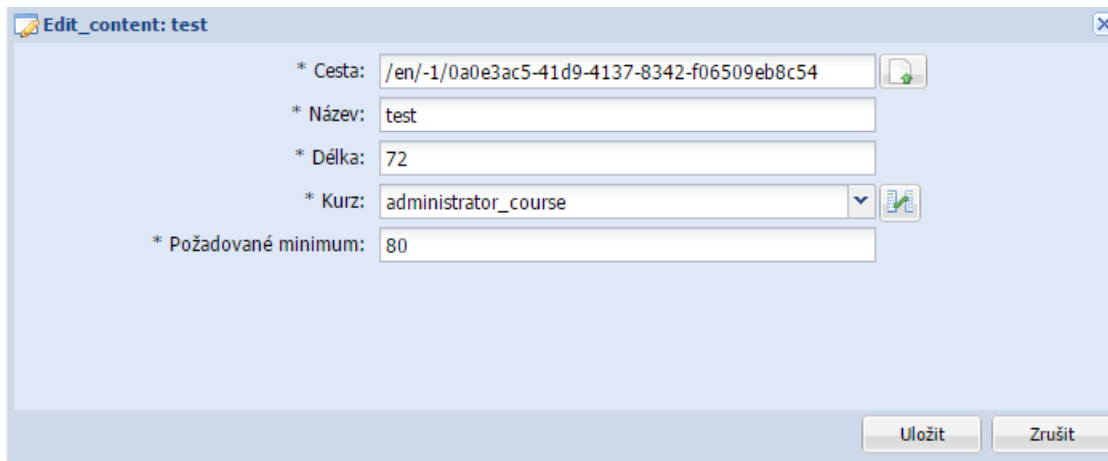 Edit_content: test
* Cesta: /en/-1/0a0e3ac5-41d9-4137-8342-f06509eb8c54
* Název: test
* Délka: 72
* Kurz: administrator_course
* Požadované minimum: 80
Uložit Zrušit